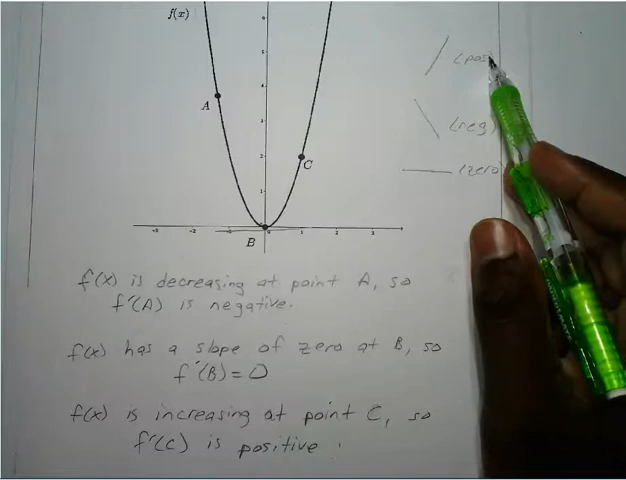 f(x)
A
C
B
(pos)
(neg)
(zero)
f(x) is decreasing at point A, so
f'(A) is negative.
f(x) has a slope of zero at B, so
f'(B)=0
f(x) is increasing at point C, so
f'(C) is positive.